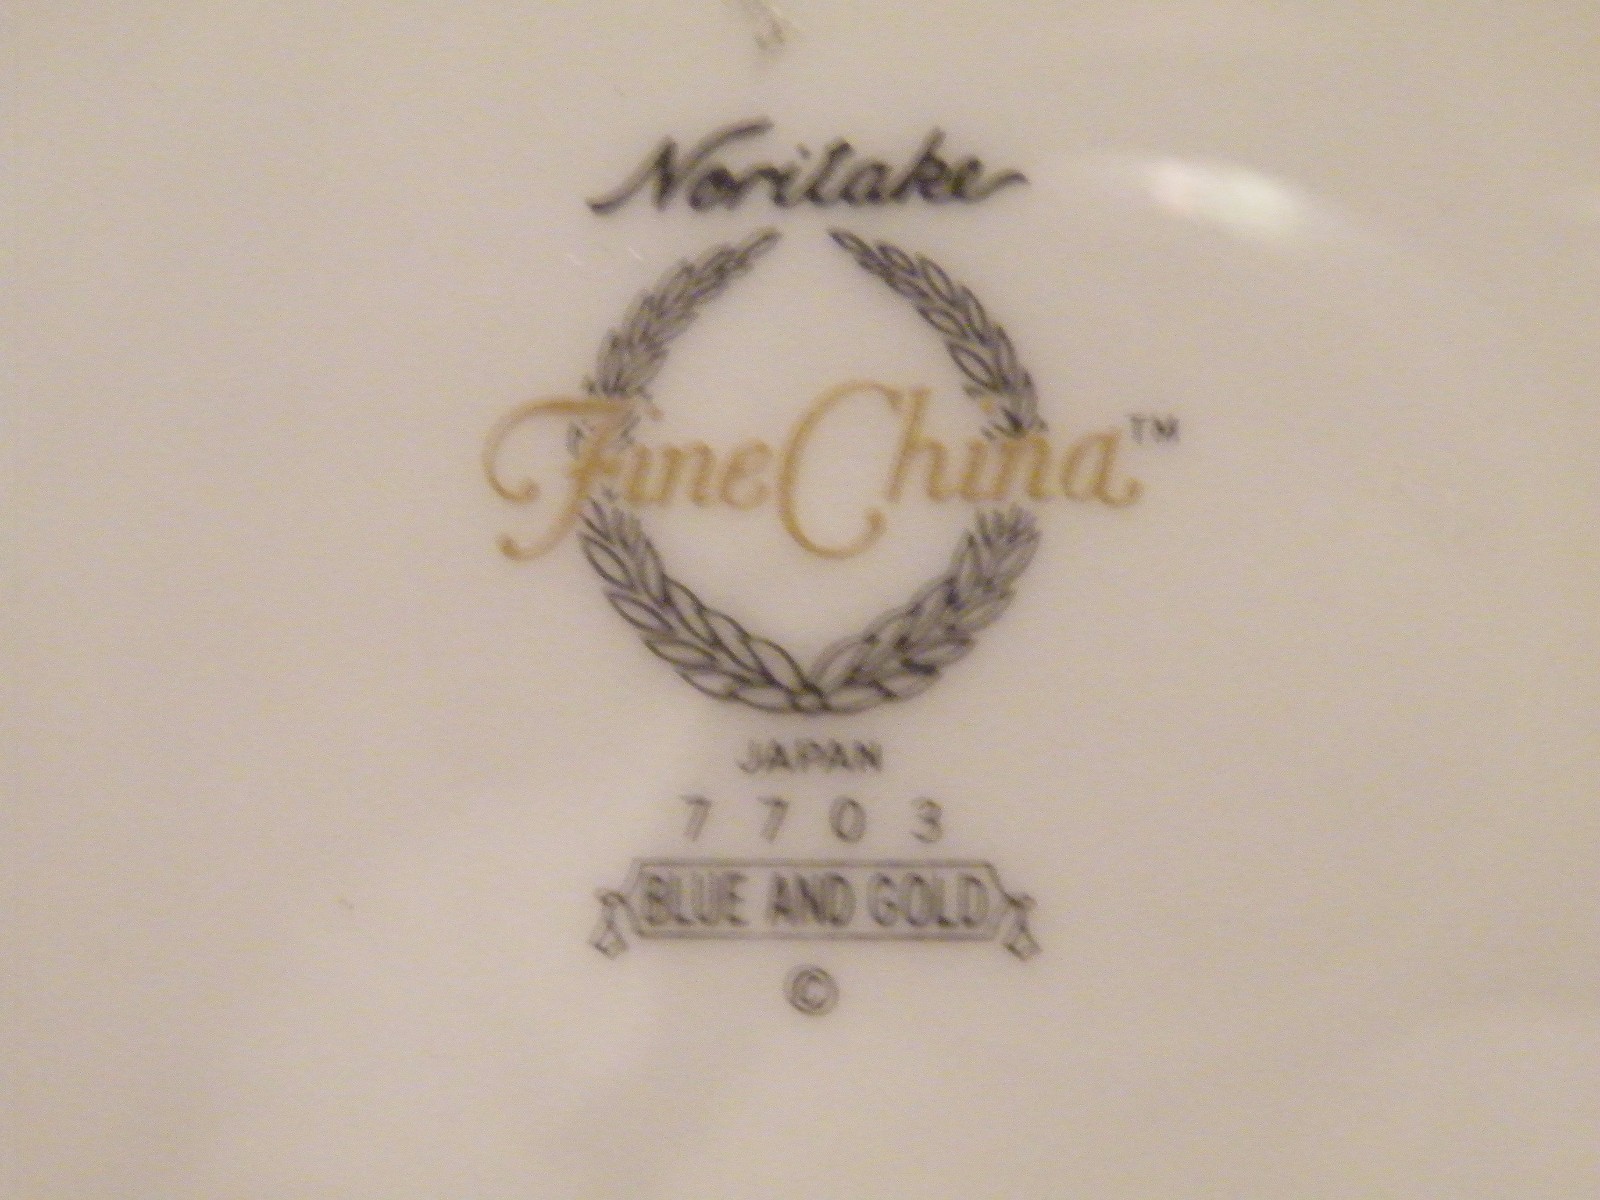 Noritake
Fine China™
JAPAN
7703
BLUE AND GOLD
©